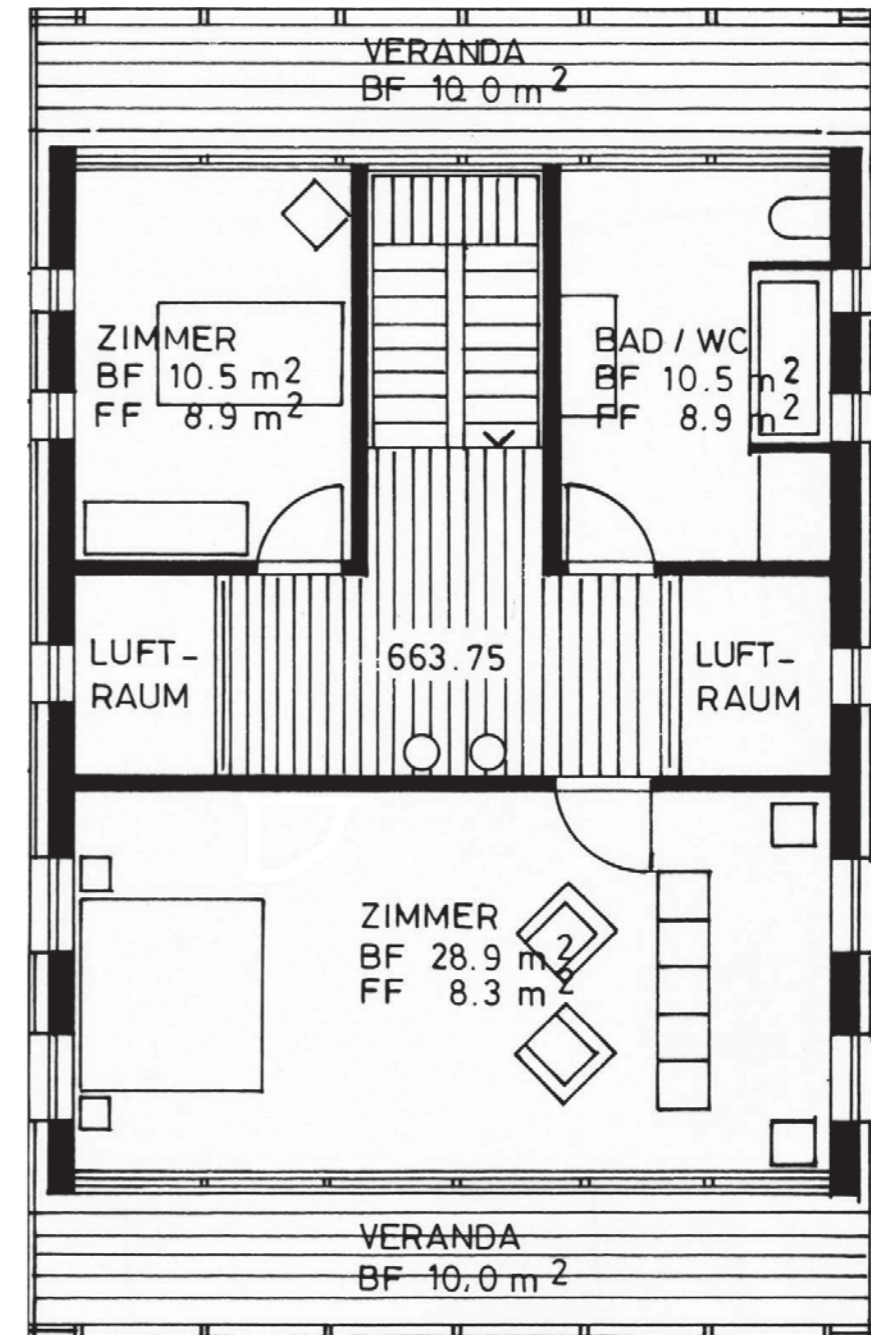 VERANDA
BF 10.0 m²
ZIMMER
BF 10.5 m²
FF 8.9 m²
BAD / WC
BF 10.5 m²
FF 8.9 m²
LUFT-
RAUM
663.75
LUFT-
RAUM
ZIMMER
BF 28.9 m²
FF 8.3 m²
VERANDA
BF 10.0 m²